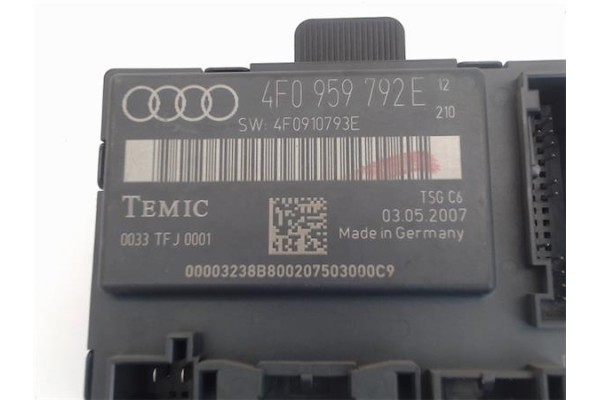 4F0 959 792 E 12
210
SW: 4F0910793E
TEMIC
TSG C6
03.05.2007
0033 TFJ 0001
Made in Germany
00003238B800207503000C9